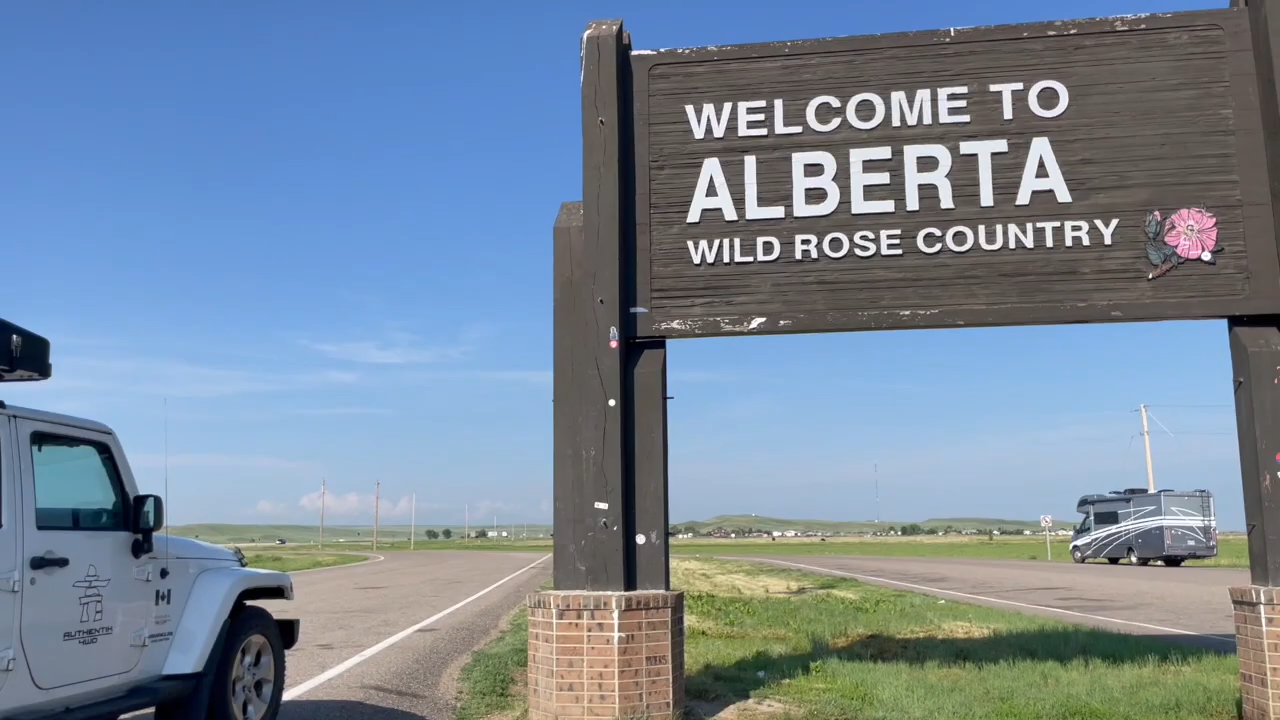 WELCOME TO
ALBERTA
WILD ROSE COUNTRY
AUTHENTIK
4WD